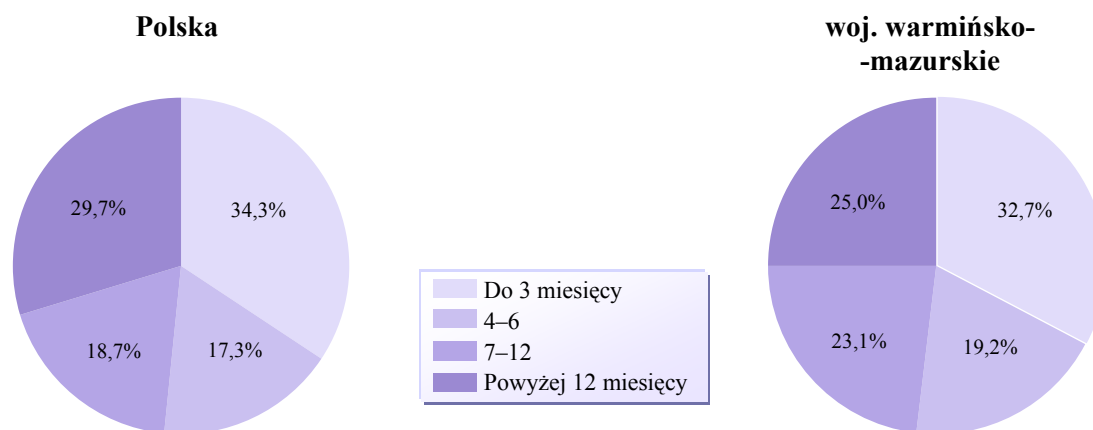 Polska
woj. warmińsko-
-mazurskie
29,7%
34,3%
18,7%
17,3%
Do 3 miesięcy
4–6
7–12
Powyżej 12 miesięcy
25,0%
32,7%
23,1%
19,2%